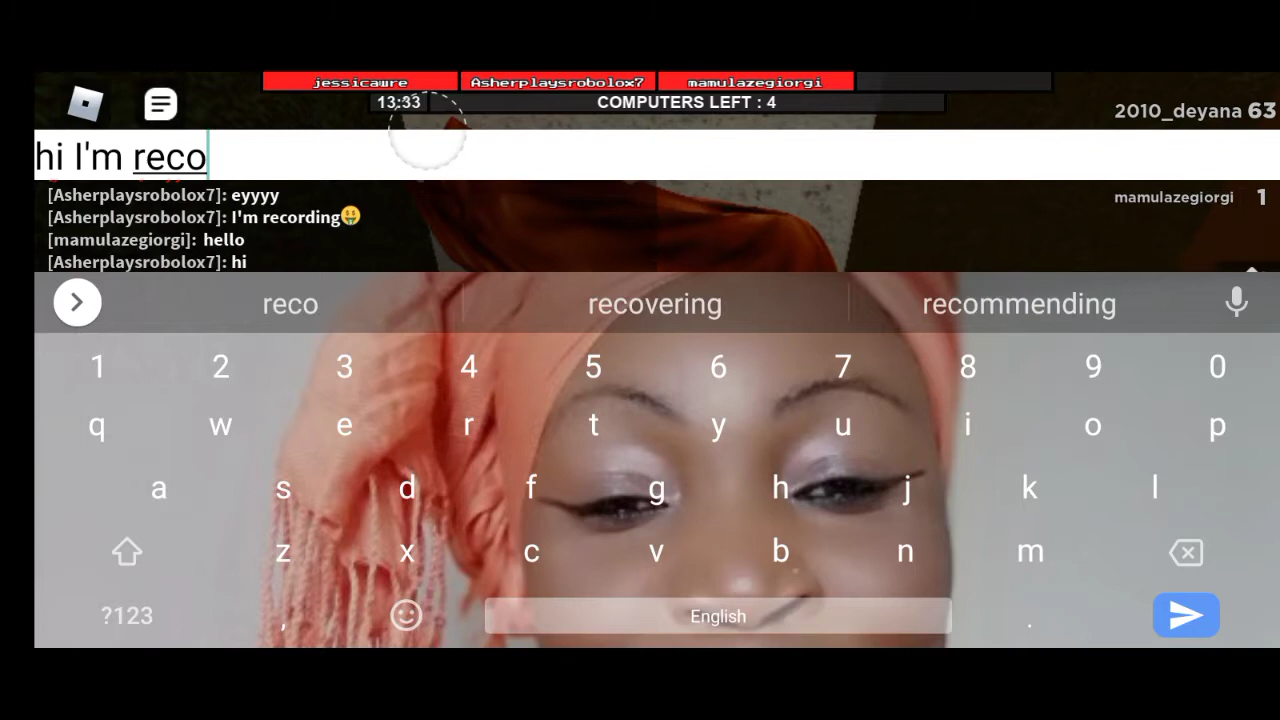 jessicawre Asherplaysrobolox7 mamulazegiorgi
13:33 COMPUTERS LEFT : 4
2010_deyana 63
hi I'm reco
[Asherplaysrobolox7]: eyyyy
mamulazegiorgi 1
[Asherplaysrobolox7]: I'm recording🤑
[mamulazegiorgi]: hello
[Asherplaysrobolox7]: hi
reco recovering recommending
1 2 3 4 5 6 7 8 9 0
q w e r t y u i o p
a s d f g h j k l
z x c v b n m
?123 , English .